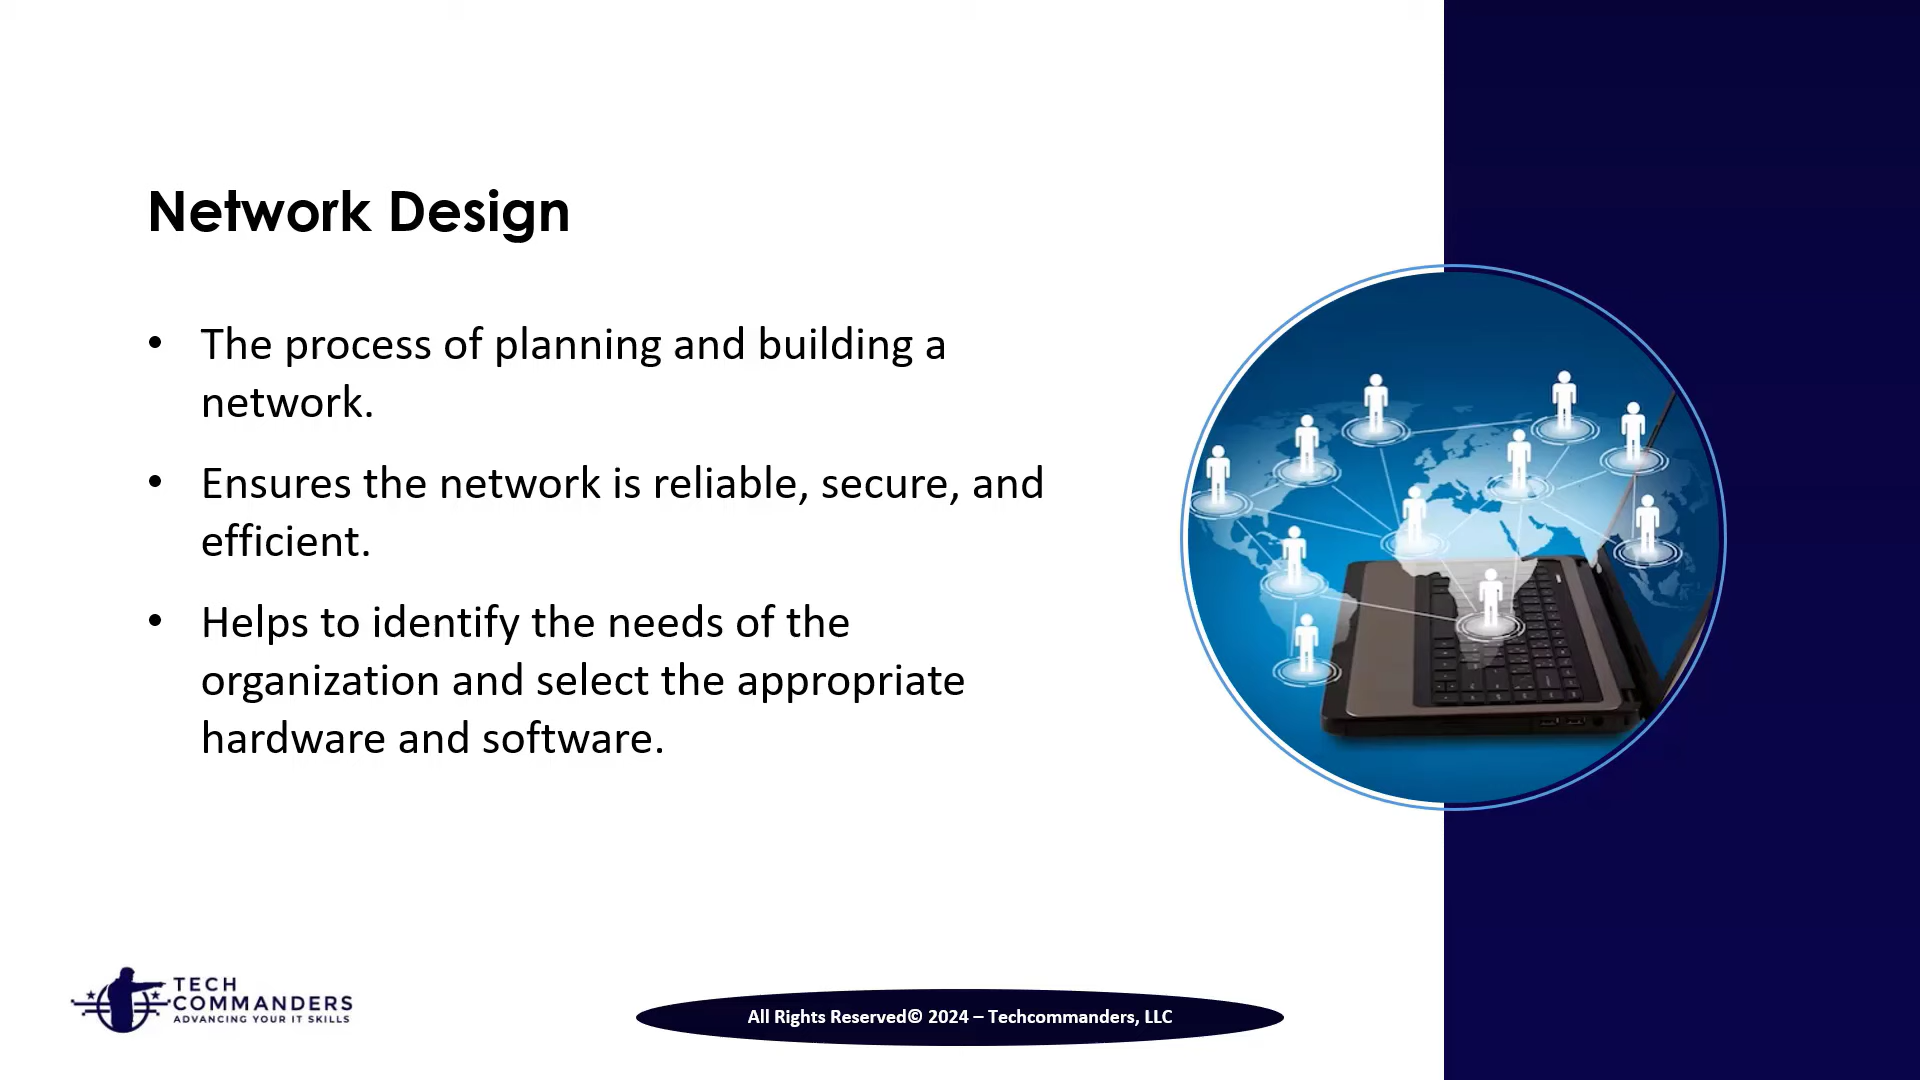 Network Design
• The process of planning and building a
network.
• Ensures the network is reliable, secure, and
efficient.
• Helps to identify the needs of the
organization and select the appropriate
hardware and software.
TECH
COMMANDERS
ADVANCING YOUR IT SKILLS
All Rights Reserved© 2024 – Techcommanders, LLC